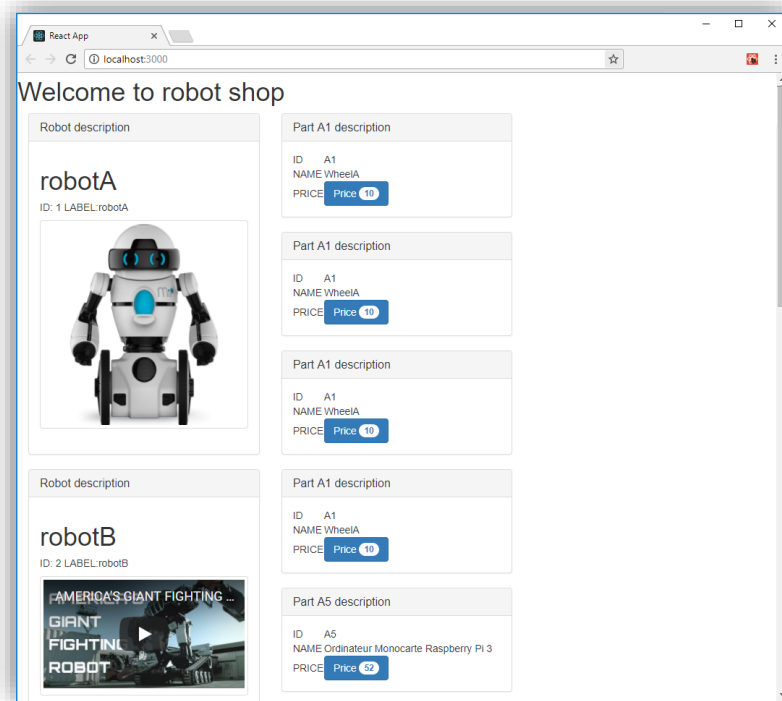 React App
localhost:3000
Welcome to robot shop
Robot description
robotA
ID: 1 LABEL:robotA
Robot description
robotB
ID: 2 LABEL:robotB
AMERICA'S GIANT FIGHTING ...
AMERICA'S
GIANT
FIGHTING
ROBOT
Part A1 description
ID A1
NAME WheelA
PRICE Price 10
Part A1 description
ID A1
NAME WheelA
PRICE Price 10
Part A1 description
ID A1
NAME WheelA
PRICE Price 10
Part A1 description
ID A1
NAME WheelA
PRICE Price 10
Part A5 description
ID A5
NAME Ordinateur Monocarte Raspberry Pi 3
PRICE Price 52